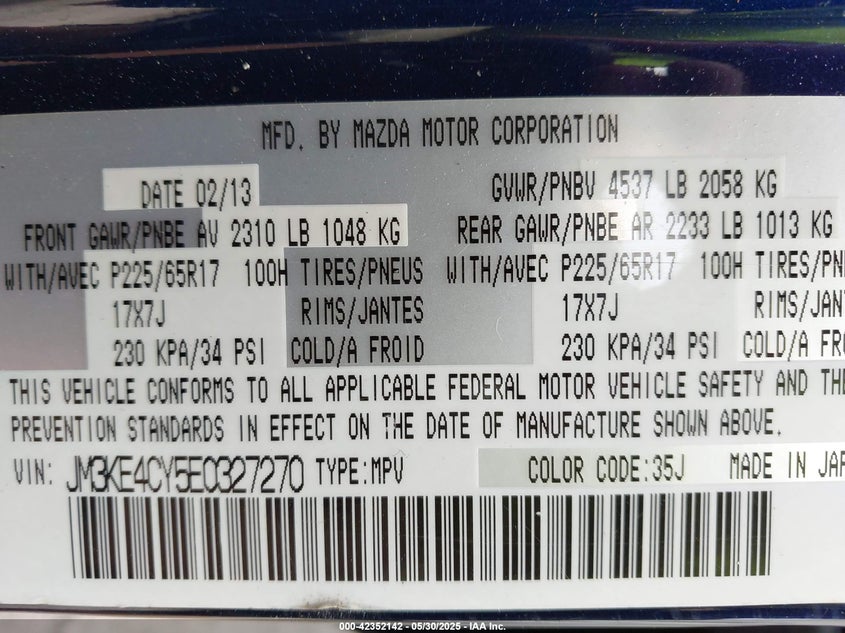 MFD. BY MAZDA MOTOR CORPORATION
DATE 02/13 GVWR/PNBV 4537 LB 2058 KG
FRONT GAWR/PNBE AV 2310 LB 1048 KG REAR GAWR/PNBE AR 2233 LB 1013 KG
WITH/AVEC P225/65R17 100H TIRES/PNEUS WITH/AVEC P225/65R17 100H TIRES/PN
17X7J RIMS/JANTES 17X7J RIMS/JAN
230 KPA/34 PSI COLD/A FROID 230 KPA/34 PSI COLD/A FRO
THIS VEHICLE CONFORMS TO ALL APPLICABLE FEDERAL MOTOR VEHICLE SAFETY AND THE
PREVENTION STANDARDS IN EFFECT ON THE DATE OF MANUFACTURE SHOWN ABOVE.
VIN: JM3KE4CY5E0327270 TYPE:MPV COLOR CODE:35J MADE IN JAP
000-42352142 - 05/30/2025 - IAA Inc.